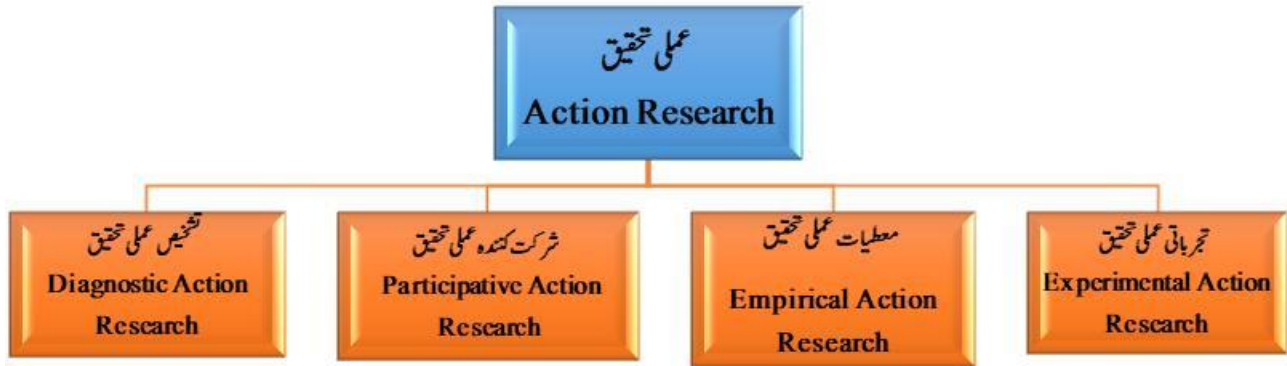 عملی تحقیق
Action Research
تشخیص عملی تحقیق
Diagnostic Action
Research
شرکت کنندہ عملی تحقیق
Participative Action
Research
معطیات عملی تحقیق
Empirical Action
Research
تجرباتی عملی تحقیق
Experimental Action
Research